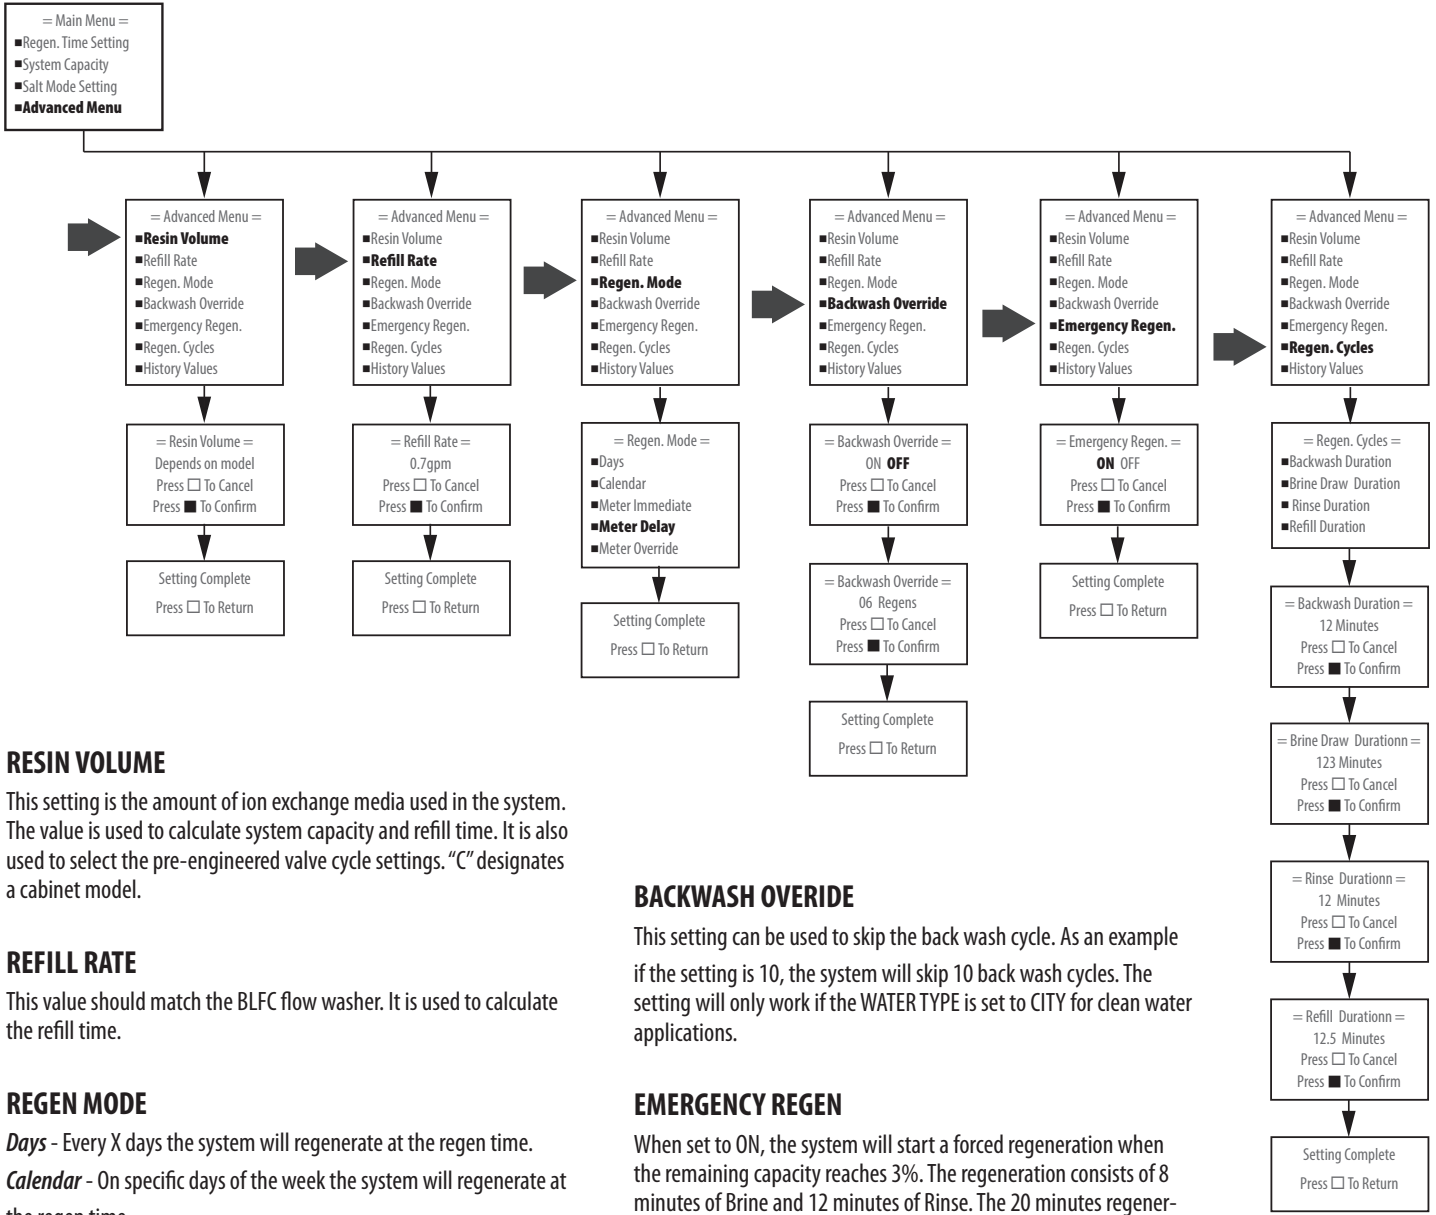 = Main Menu =
■Regen. Time Setting
■System Capacity
■Salt Mode Setting
■Advanced Menu
= Advanced Menu =
■Resin Volume
■Refill Rate
■Regen. Mode
■Backwash Override
■Emergency Regen.
■Regen. Cycles
■History Values
= Resin Volume =
Depends on model
Press □ To Cancel
Press ■ To Confirm
Setting Complete
Press □ To Return
= Advanced Menu =
■Resin Volume
■Refill Rate
■Regen. Mode
■Backwash Override
■Emergency Regen.
■Regen. Cycles
■History Values
= Refill Rate =
0.7gpm
Press □ To Cancel
Press ■ To Confirm
Setting Complete
Press □ To Return
= Advanced Menu =
■Resin Volume
■Refill Rate
■Regen. Mode
■Backwash Override
■Emergency Regen.
■Regen. Cycles
■History Values
= Regen. Mode =
■Days
■Calendar
■Meter Immediate
■Meter Delay
■Meter Override
Setting Complete
Press □ To Return
= Advanced Menu =
■Resin Volume
■Refill Rate
■Regen. Mode
■Backwash Override
■Emergency Regen.
■Regen. Cycles
■History Values
= Backwash Override =
ON OFF
Press □ To Cancel
Press ■ To Confirm
= Backwash Override =
06 Regens
Press □ To Cancel
Press ■ To Confirm
Setting Complete
Press □ To Return
= Advanced Menu =
■Resin Volume
■Refill Rate
■Regen. Mode
■Backwash Override
■Emergency Regen.
■Regen. Cycles
■History Values
= Emergency Regen. =
ON OFF
Press □ To Cancel
Press ■ To Confirm
Setting Complete
Press □ To Return
= Advanced Menu =
■Resin Volume
■Refill Rate
■Regen. Mode
■Backwash Override
■Emergency Regen.
■Regen. Cycles
■History Values
= Regen. Cycles =
■Backwash Duration
■Brine Draw Duration
■ Rinse Duration
■Refill Duration
= Backwash Duration =
12 Minutes
Press □ To Cancel
Press ■ To Confirm
= Brine Draw Durationn =
123 Minutes
Press □ To Cancel
Press ■ To Confirm
= Rinse Durationn =
12 Minutes
Press □ To Cancel
Press ■ To Confirm
= Refill Durationn =
12.5 Minutes
Press □ To Cancel
Press ■ To Confirm
Setting Complete
Press □ To Return
RESIN VOLUME
This setting is the amount of ion exchange media used in the system.
The value is used to calculate system capacity and refill time. It is also
used to select the pre-engineered valve cycle settings. “C” designates
a cabinet model.
REFILL RATE
This value should match the BLFC flow washer. It is used to calculate
the refill time.
REGEN MODE
Days - Every X days the system will regenerate at the regen time.
Calendar - On specific days of the week the system will regenerate at
the regen time.
BACKWASH OVERIDE
This setting can be used to skip the back wash cycle. As an example
if the setting is 10, the system will skip 10 back wash cycles. The
setting will only work if the WATER TYPE is set to CITY for clean water
applications.
EMERGENCY REGEN
When set to ON, the system will start a forced regeneration when
the remaining capacity reaches 3%. The regeneration consists of 8
minutes of Brine and 12 minutes of Rinse. The 20 minutes regener-